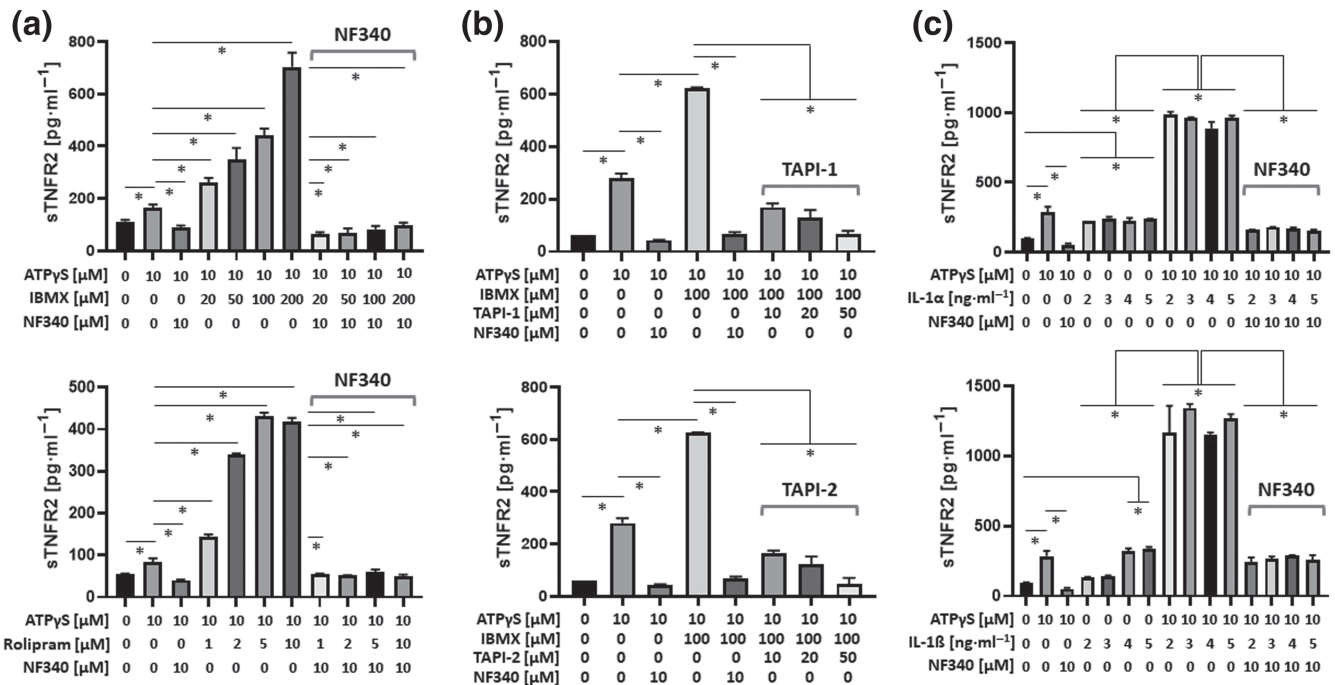 (a)
NF340
sTNFR2 [pg·ml⁻¹]
800
600
400
200
0
* * * * * * * * * * *
ATPγS [µM] 0 10 10 10 10 10 10 10 10 10 10
IBMX [µM] 0 0 0 20 50 100 200 20 50 100 200
NF340 [µM] 0 0 10 0 0 0 0 10 10 10 10
NF340
sTNFR2 [pg·ml⁻¹]
500
400
300
200
100
0
* * * * * * * * * *
ATPγS [µM] 0 10 10 10 10 10 10 10 10 10 10
Rolipram [µM] 0 0 0 1 2 5 10 1 2 5 10
NF340 [µM] 0 0 10 0 0 0 0 10 10 10 10
(b)
sTNFR2 [pg·ml⁻¹]
800
600
400
200
0
* * * * *
TAPI-1
ATPγS [µM] 0 10 10 10 10 10 10 10
IBMX [µM] 0 0 0 100 100 100 100 100
TAPI-1 [µM] 0 0 0 0 0 10 20 50
NF340 [µM] 0 0 10 0 10 0 0 0
sTNFR2 [pg·ml⁻¹]
800
600
400
200
0
* * * * *
TAPI-2
ATPγS [µM] 0 10 10 10 10 10 10 10
IBMX [µM] 0 0 0 100 100 100 100 100
TAPI-2 [µM] 0 0 0 0 0 10 20 50
NF340 [µM] 0 0 10 0 10 0 0 0
(c)
sTNFR2 [pg·ml⁻¹]
1500
1000
500
0
* * * * * *
NF340
ATPγS [µM] 0 10 10 0 0 0 0 10 10 10 10 10 10 10 10
IL-1α [ng·ml⁻¹] 0 0 0 2 3 4 5 2 3 4 5 2 3 4 5
NF340 [µM] 0 0 10 0 0 0 0 0 0 0 0 10 10 10 10
sTNFR2 [pg·ml⁻¹]
1500
1000
500
0
* * * * * *
NF340
ATPγS [µM] 0 10 10 0 0 0 0 10 10 10 10 10 10 10 10
IL-1ß [ng·ml⁻¹] 0 0 0 2 3 4 5 2 3 4 5 2 3 4 5
NF340 [µM] 0 0 10 0 0 0 0 0 0 0 0 10 10 10 10